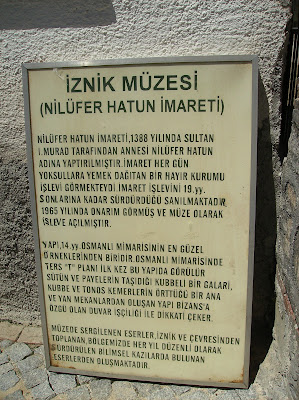 İZNİK MÜZESİ
(NİLÜFER HATUN İMARETİ)
NİLÜFER HATUN İMARETİ,1388 YILINDA SULTAN
I.MURAD TARAFINDAN ANNESİ NİLÜFER HATUN
ADINA YAPTIRILMIŞTIR.İMARET HER GÜN
YOKSULLARA YEMEK DAĞITAN BİR HAYIR KURUMU
İŞLEVİ GÖRMEKTEYDİ.İMARET İŞLEVİNİ 19.yy.
SONLARINA KADAR SÜRDÜRDÜĞÜ SANILMAKTADIR.
1965 YILINDA ONARIM GÖRMÜŞ VE MÜZE OLARAK
İŞLEVE AÇILMIŞTIR.
YAPI,14.yy.OSMANLI MİMARİSİNİN EN GÜZEL
ÖRNEKLERİNDEN BİRİDİR.OSMANLI MİMARİSİNDE
TERS "T" PLANI İLK KEZ BU YAPIDA GÖRÜLÜR
SÜTUN VE PAYELERİN TAŞIDIĞI KUBBELİ BİR GALARİ,
KUBBE VE TONOS KEMERLERİN ÖRTTÜĞÜ BİR ANA
VE YAN MEKANLARDAN OLUŞAN YAPI BİZANS'A
ÖZGÜ OLAN DUVAR İŞÇİLİĞİ İLE DİKKATİ ÇEKER.
MÜZEDE SERGİLENEN ESERLER,İZNİK VE ÇEVRESİNDEN
TOPLANAN,BÖLGEMİZDE HER YIL DÜZENLİ OLARAK
SÜRDÜRÜLEN BİLİMSEL KAZILARDA BULUNAN
ESERLERDEN OLUŞMAKTADIR.